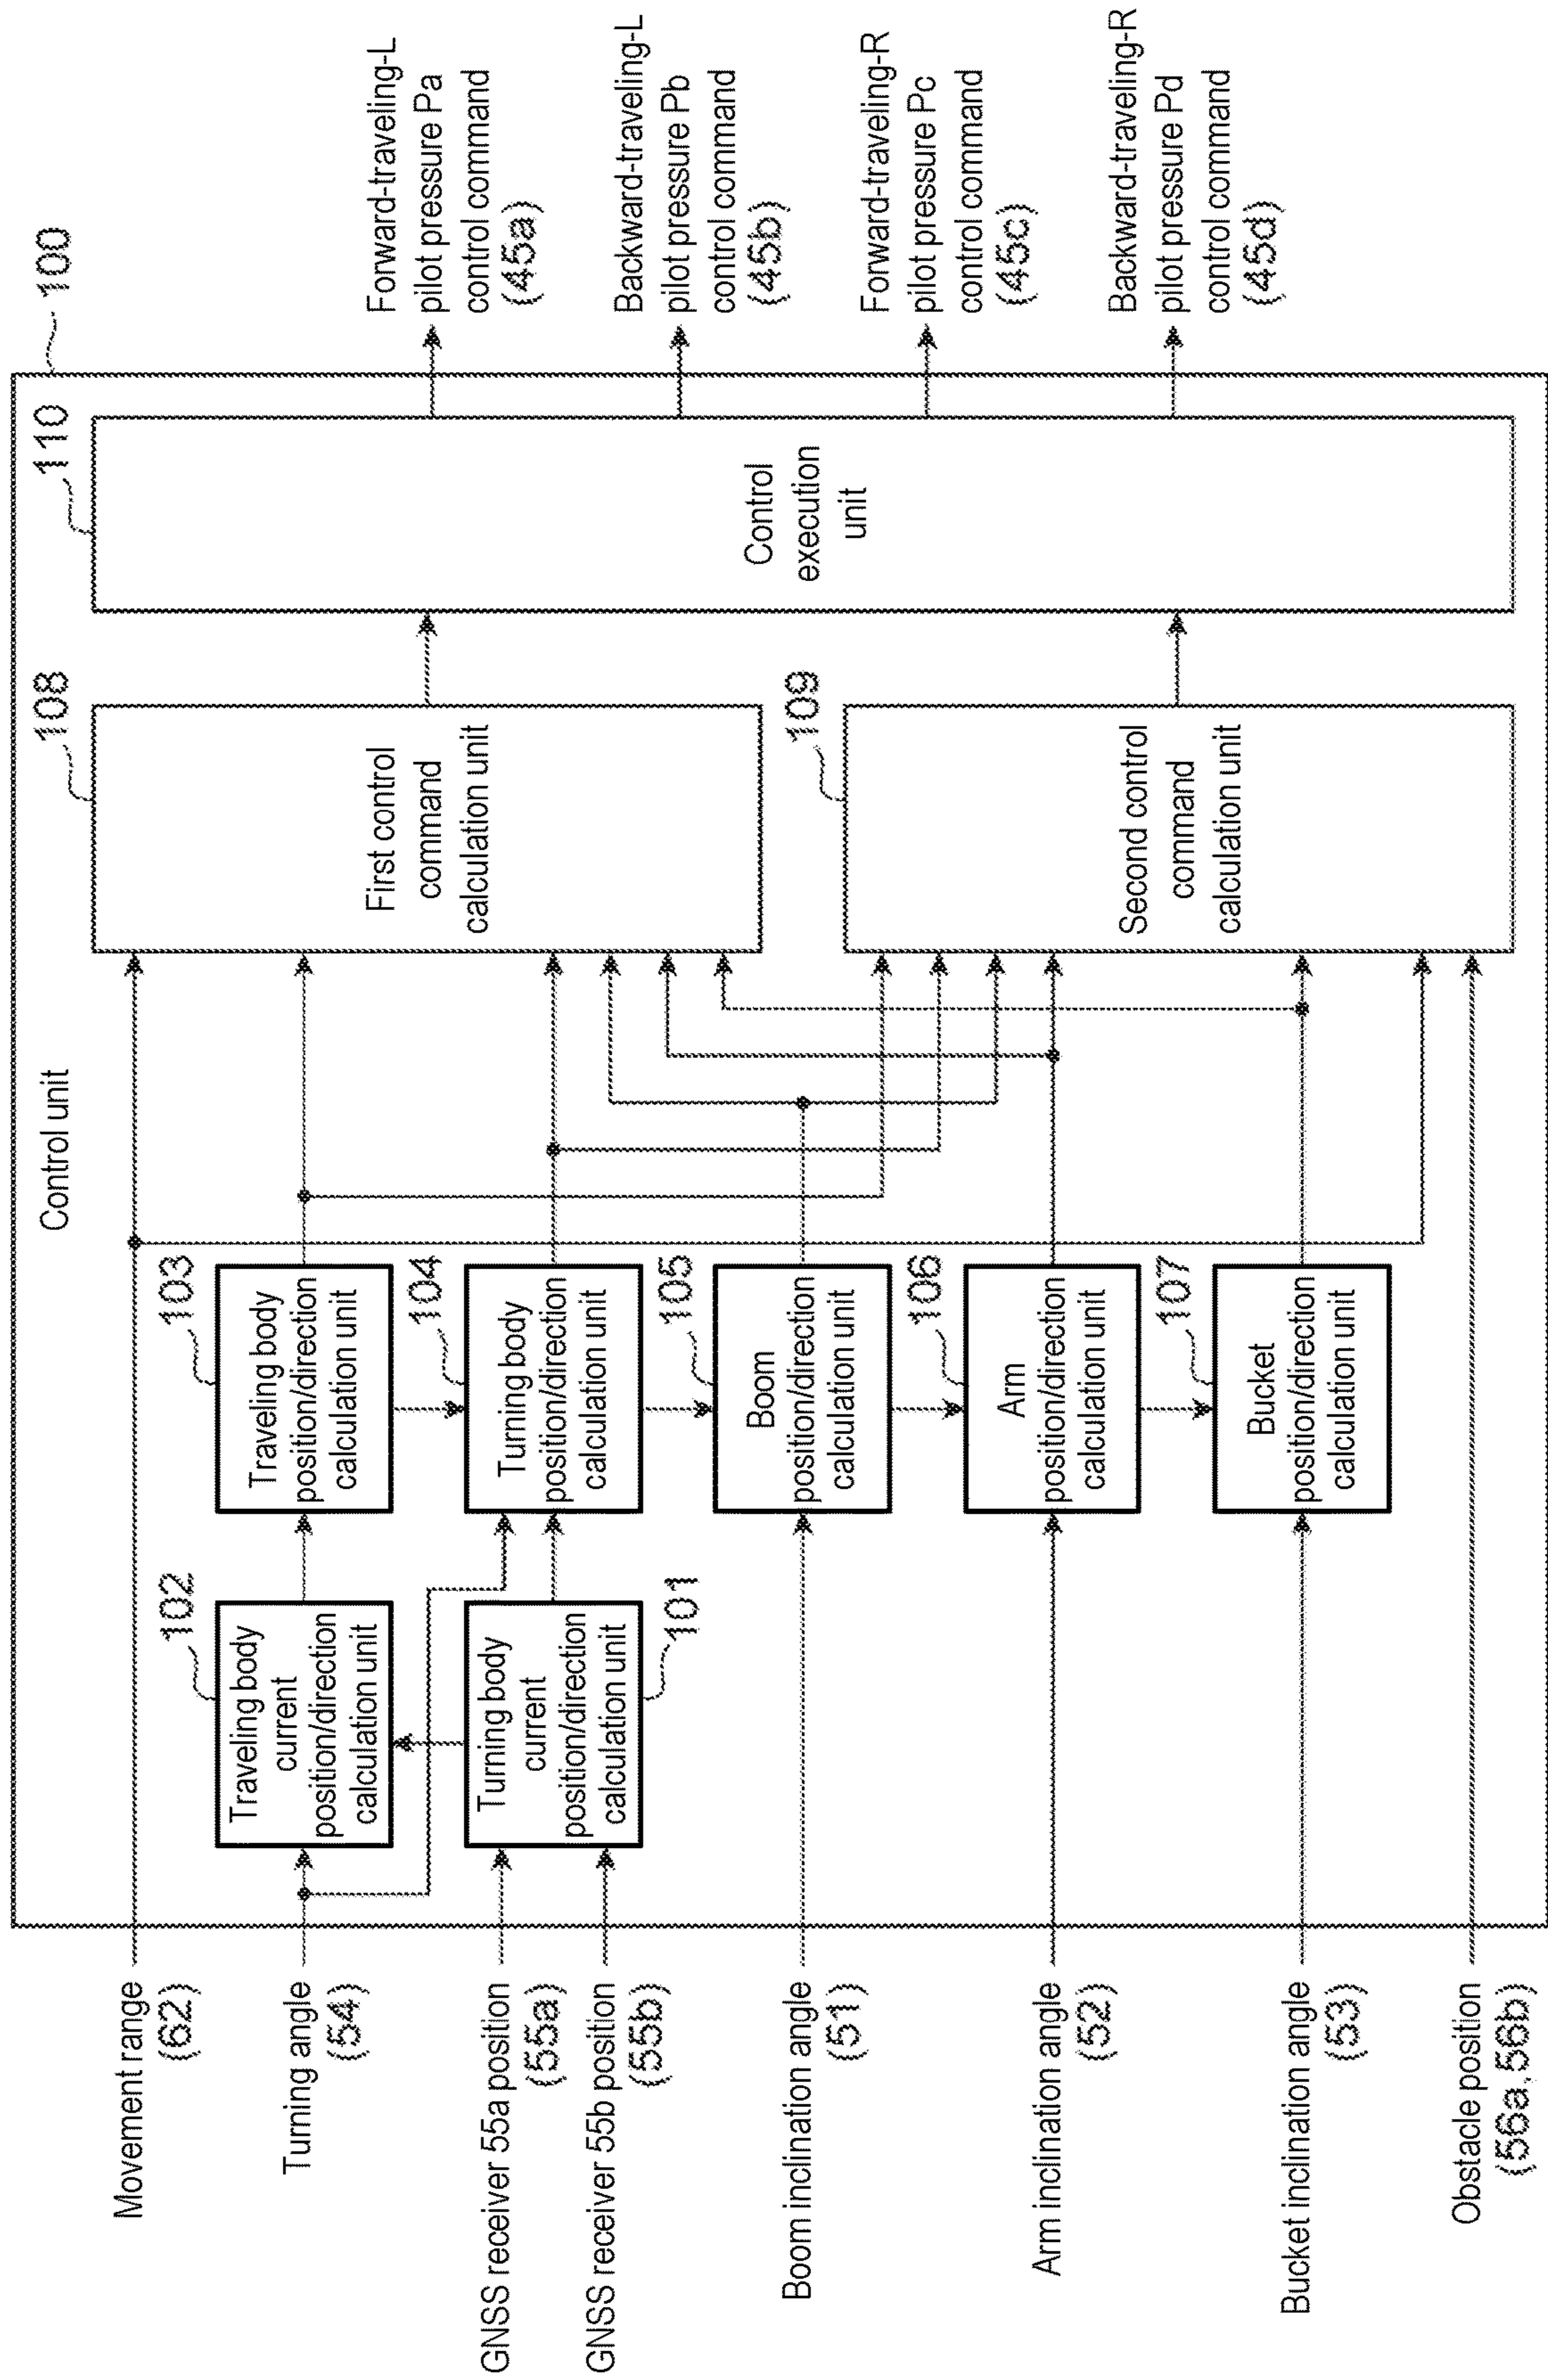 Control unit
100
Movement range
(62)
Turning angle
(54)
GNSS receiver 55a position
(55a)
GNSS receiver 55b position
(55b)
Boom inclination angle
(51)
Arm inclination angle
(52)
Bucket inclination angle
(53)
Obstacle position
(56a,56b)
102
Traveling body
current
position/direction
calculation unit
Turning body
current
position/direction
calculation unit
101
103
Traveling body
position/direction
calculation unit
104
Turning body
position/direction
calculation unit
105
Boom
position/direction
calculation unit
106
Arm
position/direction
calculation unit
107
Bucket
position/direction
calculation unit
108
First control
command
calculation unit
109
Second control
command
calculation unit
110
Control
execution
unit
Forward-traveling-L
pilot pressure Pa
control command
(45a)
Backward-traveling-L
pilot pressure Pb
control command
(45b)
Forward-traveling-R
pilot pressure Pc
control command
(45c)
Backward-traveling-R
pilot pressure Pd
control command
(45d)